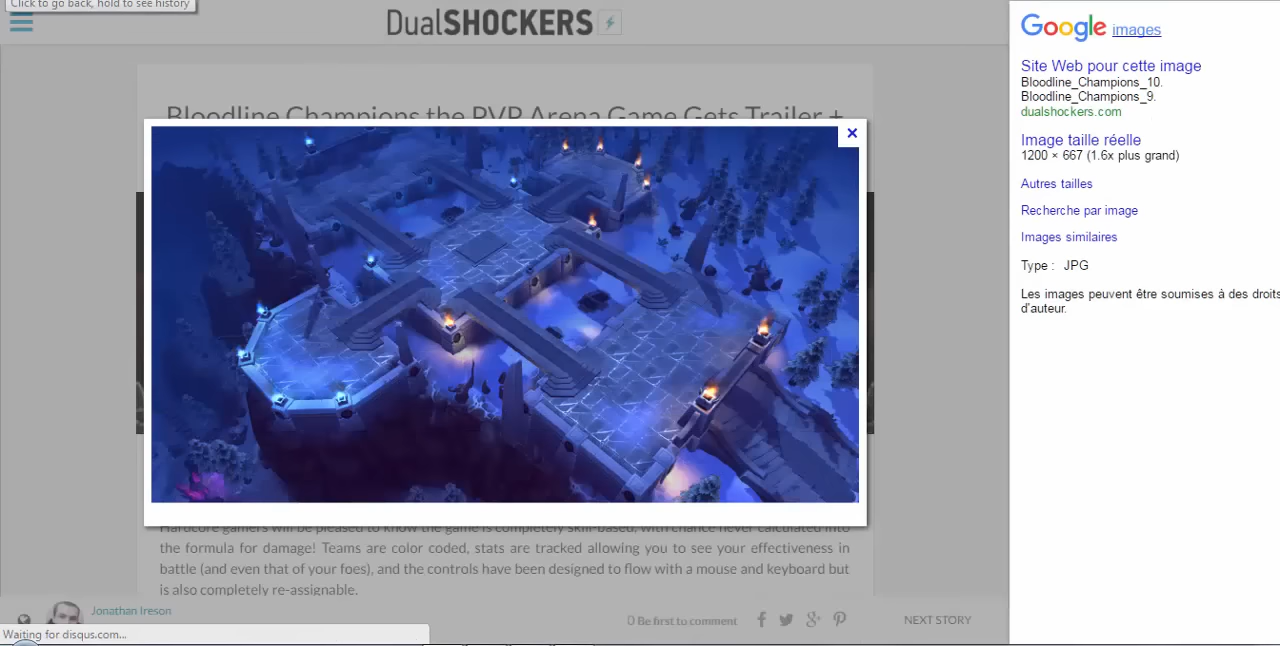 Click to go back, hold to see history
DualSHOCKERS
Bloodline Champions the PVP Arena Game Gets Trailer +
×
Hardcore gamers will be pleased to know the game is completely skill-based, with chance never calculated into
the formula for damage! Teams are color coded, stats are tracked allowing you to see your effectiveness in
battle (and even that of your foes), and the controls have been designed to flow with a mouse and keyboard but
is also completely re-assignable.
Jonathan Ireson
0 Be first to comment
NEXT STORY
Waiting for disqus.com...
Google images
Site Web pour cette image
Bloodline_Champions_10.
Bloodline_Champions_9.
dualshockers.com
Image taille réelle
1200 × 667 (1.6x plus grand)
Autres tailles
Recherche par image
Images similaires
Type : JPG
Les images peuvent être soumises à des droits
d'auteur.